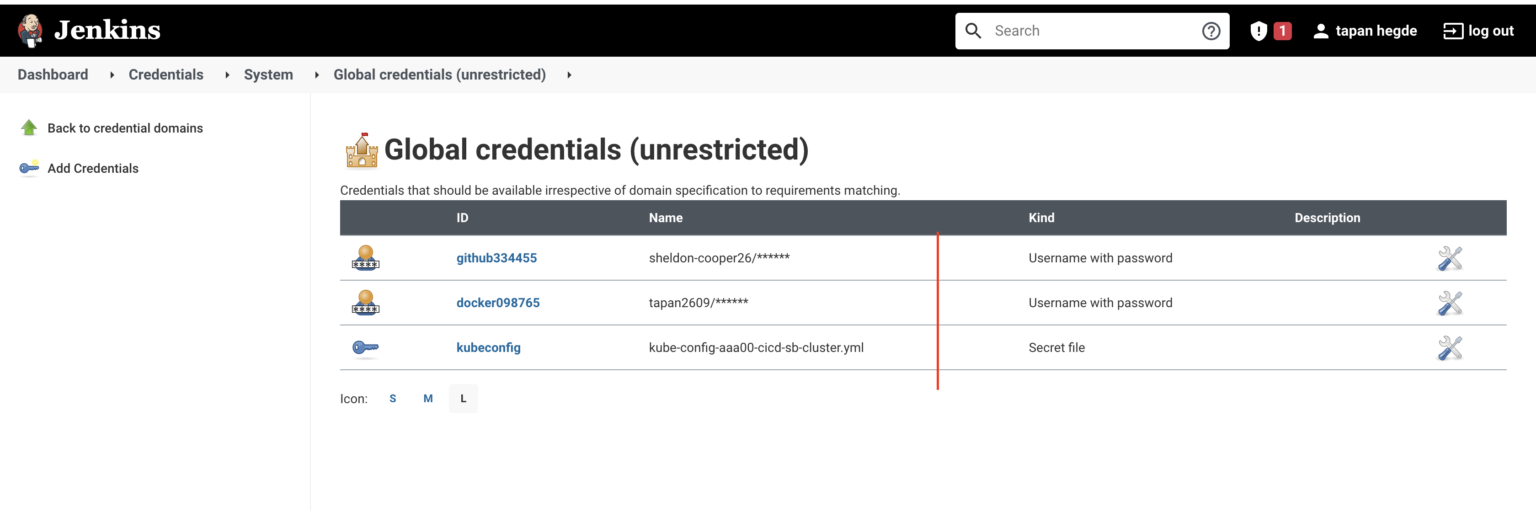 Jenkins
Search
1
tapan hegde
log out
Dashboard Credentials System Global credentials (unrestricted)
Back to credential domains
Add Credentials
Global credentials (unrestricted)
Credentials that should be available irrespective of domain specification to requirements matching.
ID Name Kind Description
github334455 sheldon-cooper26/****** Username with password
docker098765 tapan2609/****** Username with password
kubeconfig kube-config-aaa00-cicd-sb-cluster.yml Secret file
Icon: S M L